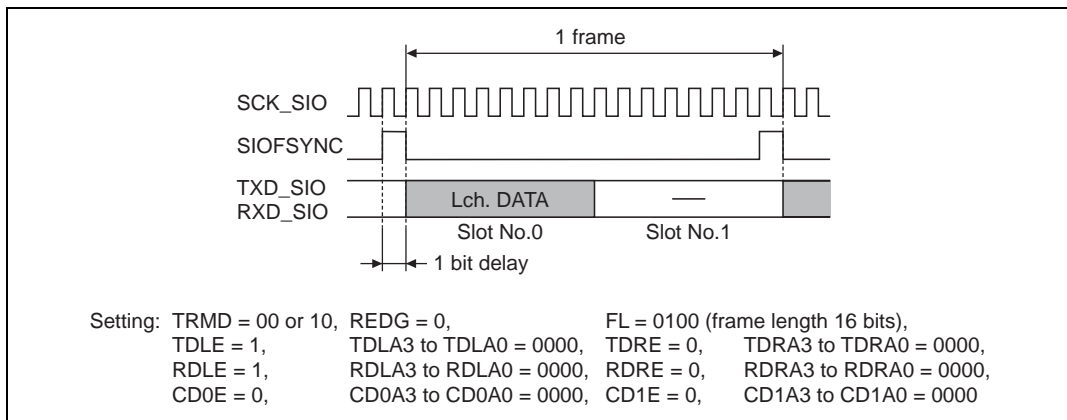 1 frame
SCK_SIO
SIOFSYNC
TXD_SIO
RXD_SIO
Lch. DATA
—
Slot No.0
Slot No.1
1 bit delay
Setting: TRMD = 00 or 10, REDG = 0, FL = 0100 (frame length 16 bits),
TDLE = 1, TDLA3 to TDLA0 = 0000, TDRE = 0, TDRA3 to TDRA0 = 0000,
RDLE = 1, RDLA3 to RDLA0 = 0000, RDRE = 0, RDRA3 to RDRA0 = 0000,
CD0E = 0, CD0A3 to CD0A0 = 0000, CD1E = 0, CD1A3 to CD1A0 = 0000